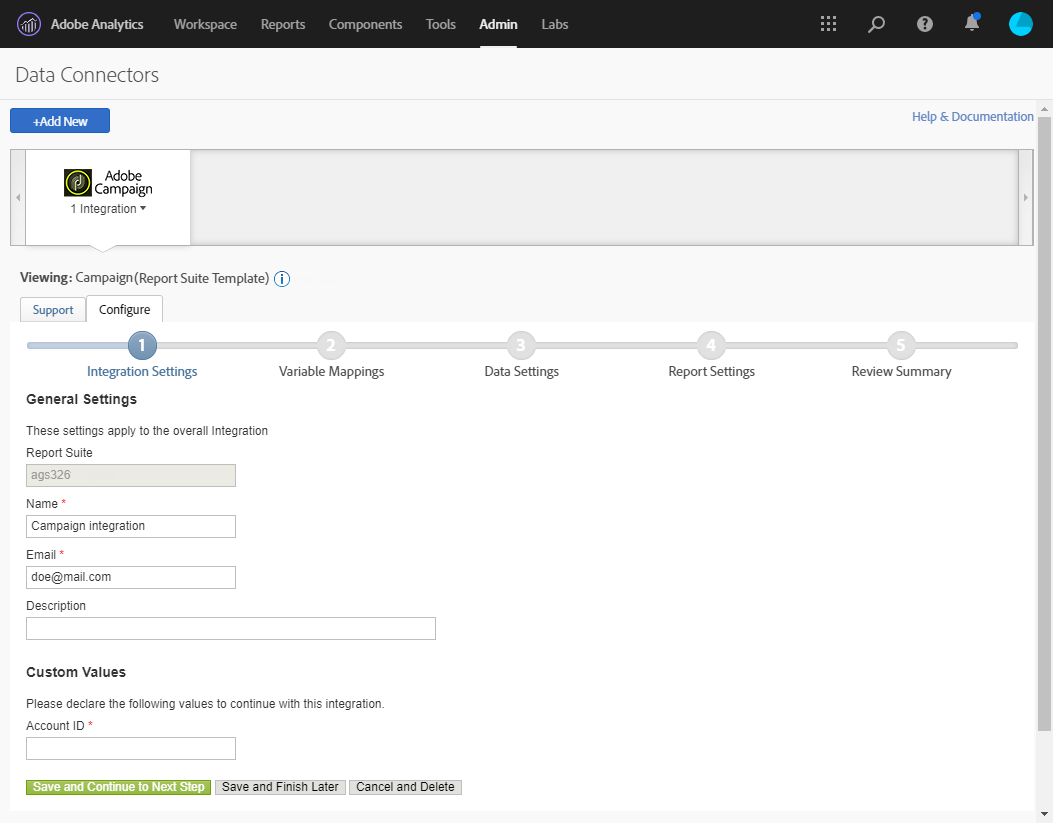 Adobe Analytics Workspace Reports Components Tools Admin Labs
Data Connectors
+Add New
Help & Documentation
Adobe
Campaign
1 Integration
Viewing: Campaign(Report Suite Template)
Support Configure
1 2 3 4 5
Integration Settings Variable Mappings Data Settings Report Settings Review Summary
General Settings
These settings apply to the overall Integration
Report Suite
ags326
Name *
Campaign integration
Email *
doe@mail.com
Description
Custom Values
Please declare the following values to continue with this integration.
Account ID *
Save and Continue to Next Step Save and Finish Later Cancel and Delete